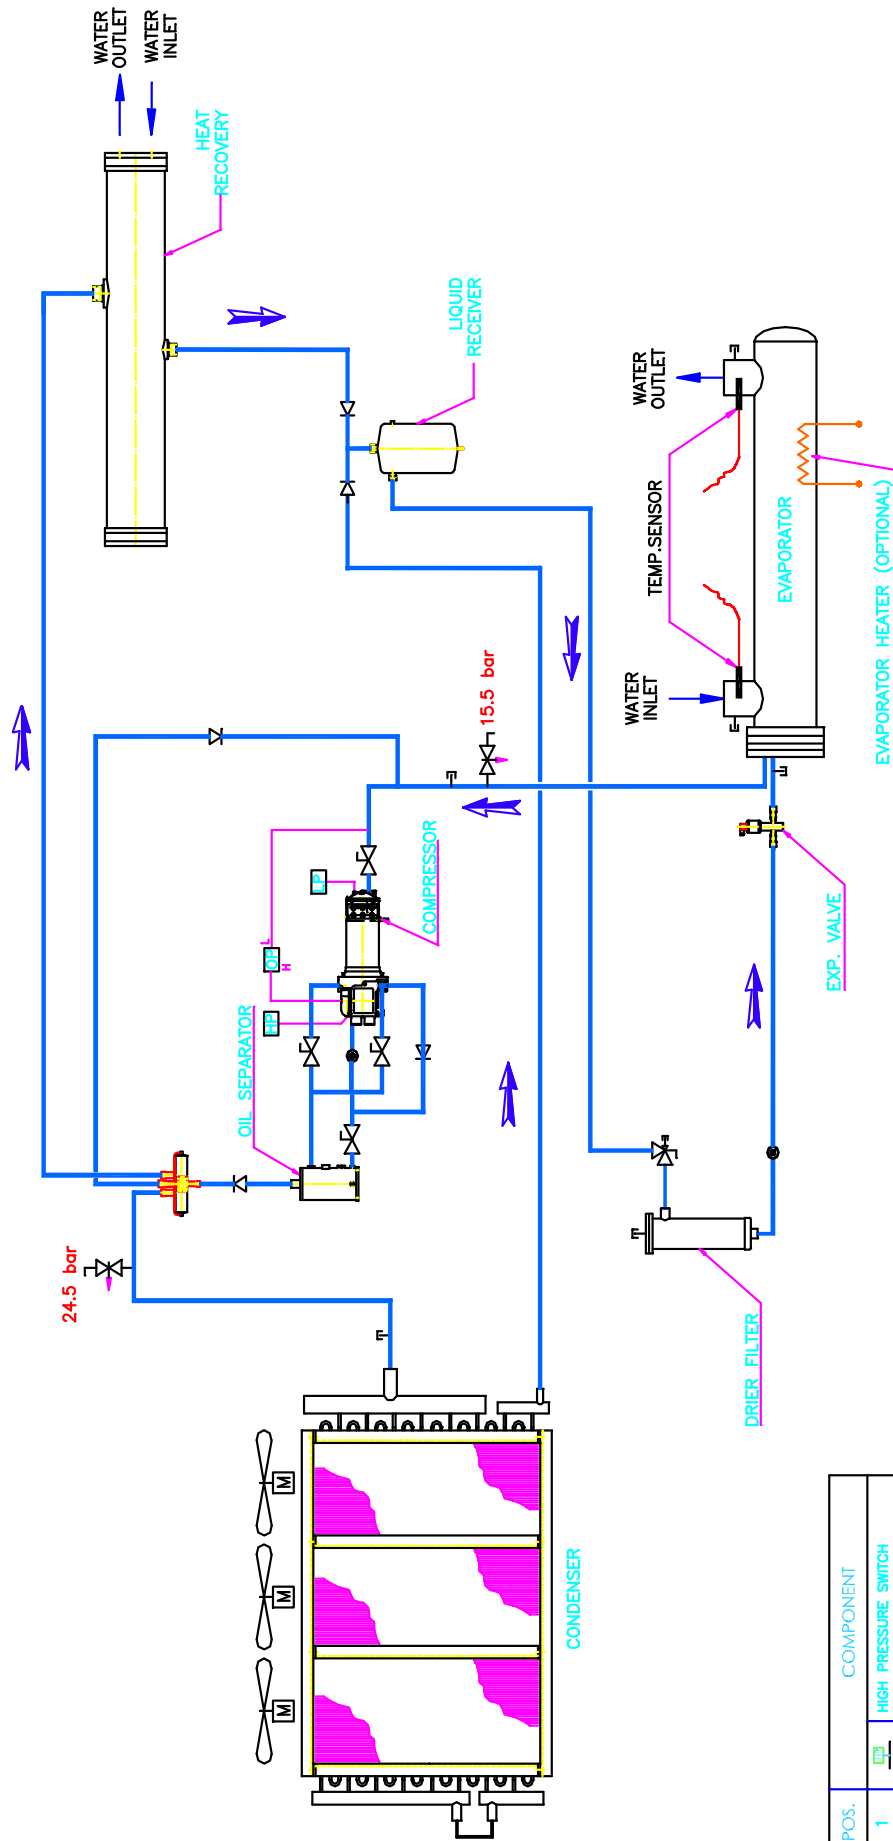 WATER
OUTLET
WATER
INLET
HEAT
RECOVERY
LIQUID
RECEIVER
WATER
OUTLET
TEMP.SENSOR
EVAPORATOR
WATER
INLET
EVAPORATOR HEATER (OPTIONAL)
15.5 bar
LP
COMPRESSOR
OP
L
H
HP
OIL SEPARATOR
EXP. VALVE
24.5 bar
DRIER FILTER
M
M
M
CONDENSER
POS.
COMPONENT
1
HIGH PRESSURE SWITCH